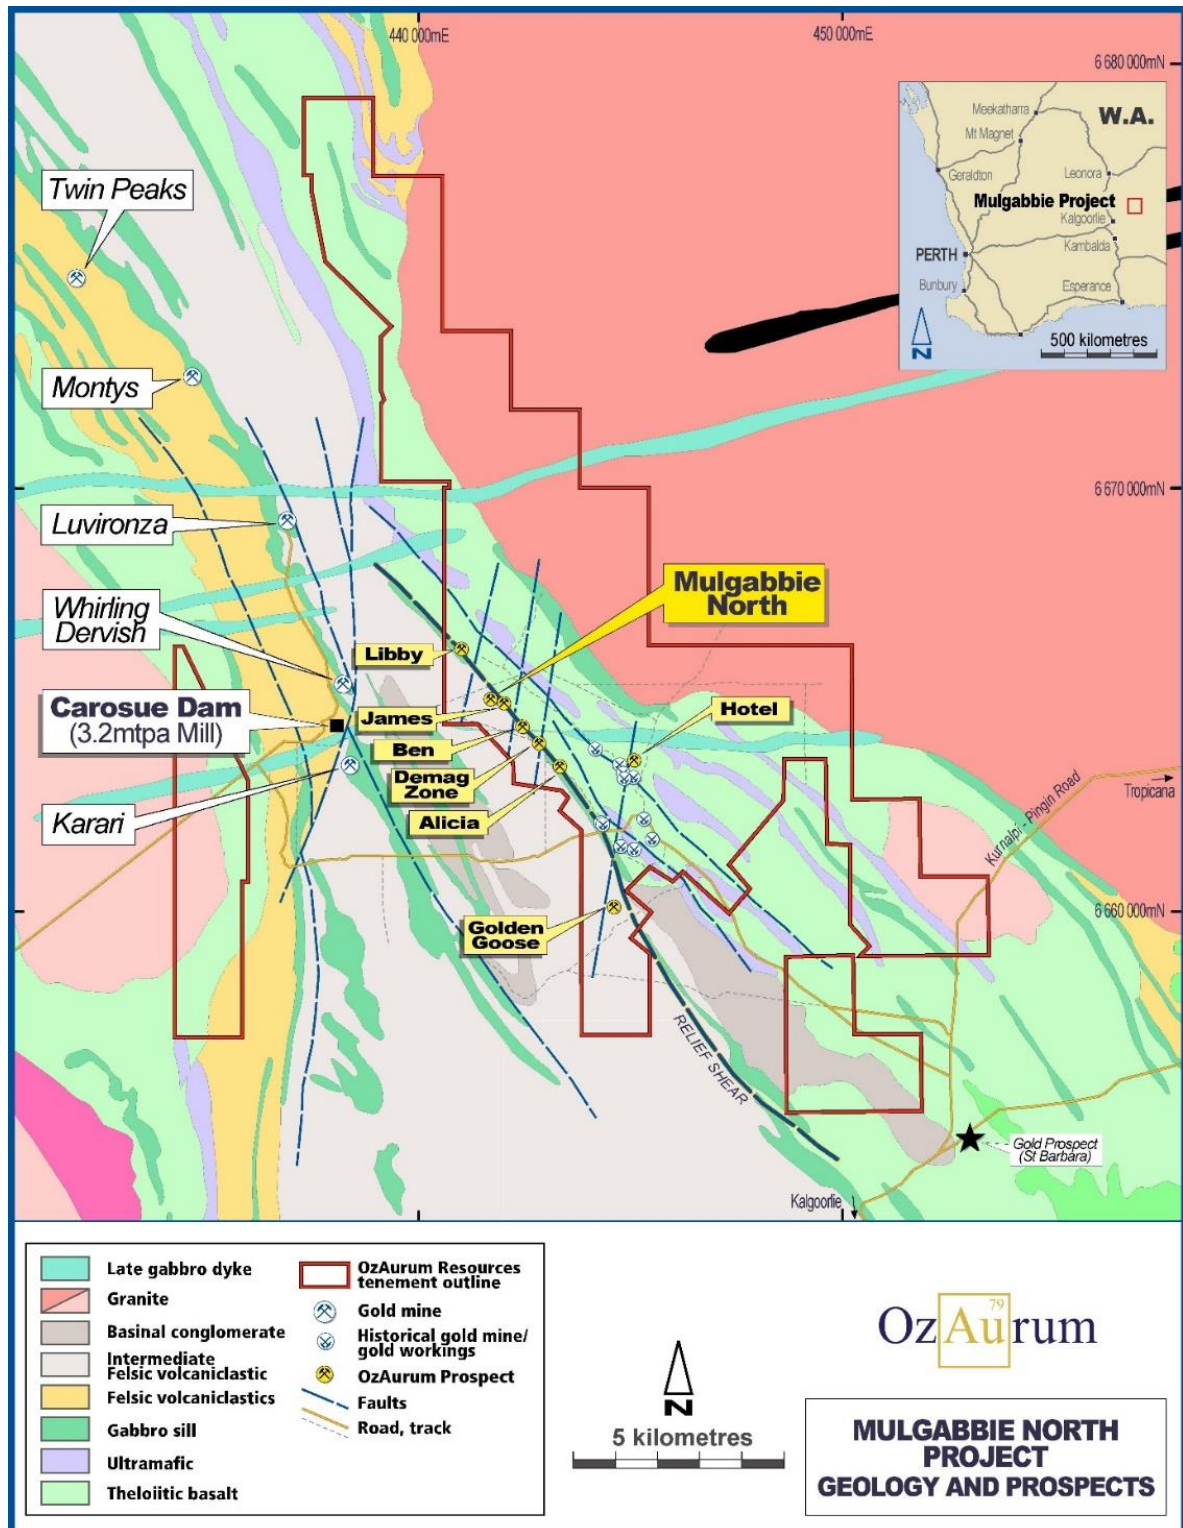 440 000mE
450 000mE
6 680 000mN
W.A.
Meekatharra
Mt Magnet
Geraldton
Leonora
Mulgabbie Project
Kalgoorlie
Kambalda
PERTH
Bunbury
Esperance
N
500 kilometres
Twin Peaks
Montys
6 670 000mN
Luvironza
Mulgabbie
North
Whirling
Dervish
Libby
Carosue Dam
(3.2mtpa Mill)
James
Hotel
Ben
Demag
Zone
Tropicana
Karari
Alicia
Kurnalpi - Pingin Road
6 660 000mN
Golden
Goose
RELIEF SHEAR
Gold Prospect
(St Barbara)
Kalgoorlie
Late gabbro dyke
Granite
Basinal conglomerate
Intermediate
Felsic volcaniclastic
Felsic volcaniclastics
Gabbro sill
Ultramafic
Theloiitic basalt
OzAurum Resources
tenement outline
Gold mine
Historical gold mine/
gold workings
OzAurum Prospect
Faults
Road, track
N
5 kilometres
79
OzAurum
MULGABBIE NORTH
PROJECT
GEOLOGY AND PROSPECTS